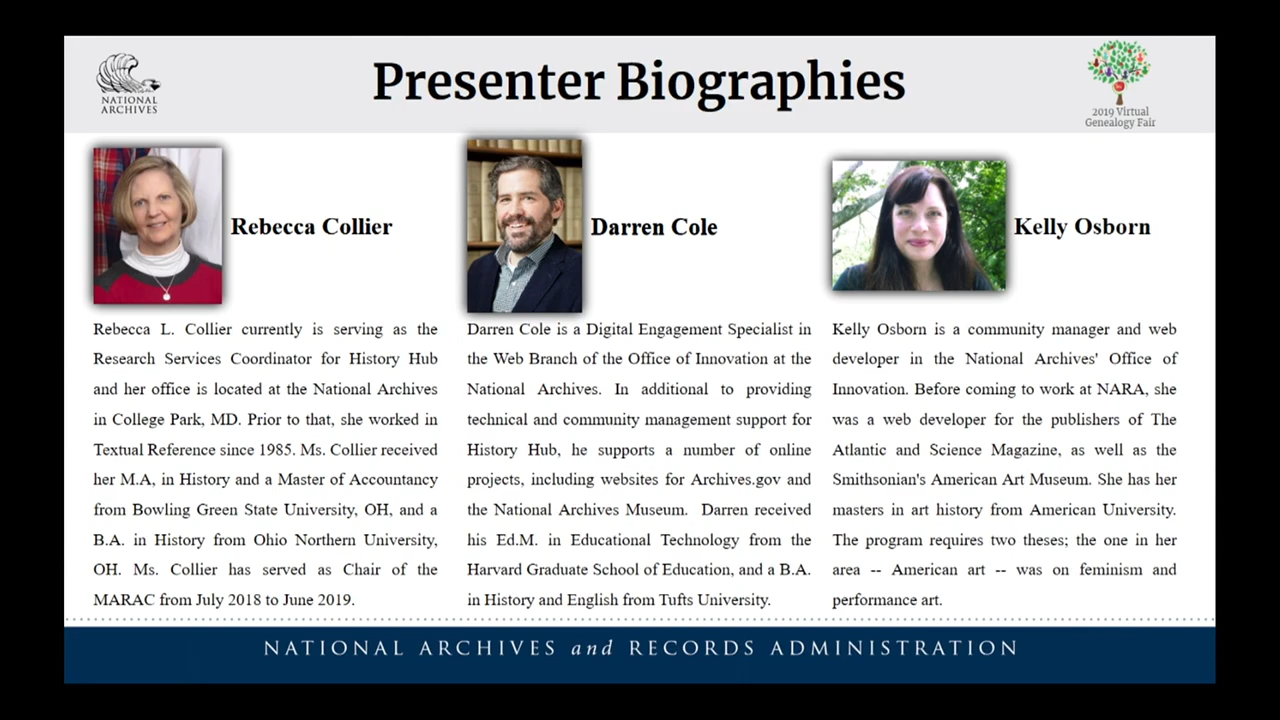 NATIONAL
ARCHIVES
Presenter Biographies
2019 Virtual
Genealogy Fair
Rebecca Collier
Rebecca L. Collier currently is serving as the
Research Services Coordinator for History Hub
and her office is located at the National Archives
in College Park, MD. Prior to that, she worked in
Textual Reference since 1985. Ms. Collier received
her M.A, in History and a Master of Accountancy
from Bowling Green State University, OH, and a
B.A. in History from Ohio Northern University,
OH. Ms. Collier has served as Chair of the
MARAC from July 2018 to June 2019.
Darren Cole
Darren Cole is a Digital Engagement Specialist in
the Web Branch of the Office of Innovation at the
National Archives. In additional to providing
technical and community management support for
History Hub, he supports a number of online
projects, including websites for Archives.gov and
the National Archives Museum. Darren received
his Ed.M. in Educational Technology from the
Harvard Graduate School of Education, and a B.A.
in History and English from Tufts University.
Kelly Osborn
Kelly Osborn is a community manager and web
developer in the National Archives' Office of
Innovation. Before coming to work at NARA, she
was a web developer for the publishers of The
Atlantic and Science Magazine, as well as the
Smithsonian's American Art Museum. She has her
masters in art history from American University.
The program requires two theses; the one in her
area -- American art -- was on feminism and
performance art.
NATIONAL ARCHIVES and RECORDS ADMINISTRATION